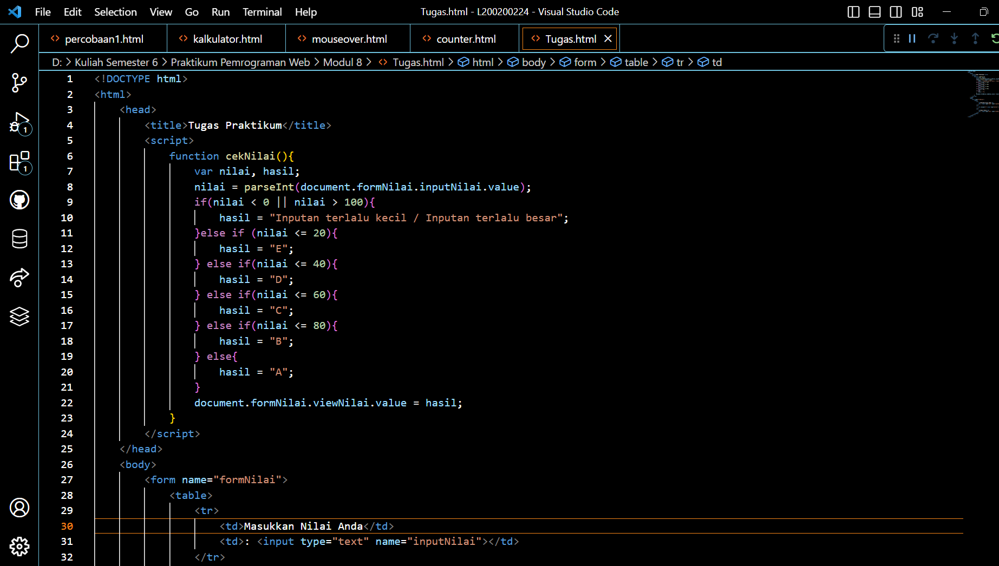 File Edit Selection View Go Run Terminal Help Tugas.html - L200200224 - Visual Studio Code
percobaan1.html kalkulator.html mouseover.html counter.html Tugas.html
D: > Kuliah Semester 6 > Praktikum Pemrograman Web > Modul 8 > Tugas.html > html > body > form > table > tr > td
1 <!DOCTYPE html>
2 <html>
3 <head>
4 <title>Tugas Praktikum</title>
5 <script>
6 function cekNilai(){
7 var nilai, hasil;
8 nilai = parseInt(document.formNilai.inputNilai.value);
9 if(nilai < 0 || nilai > 100){
10 hasil = "Inputan terlalu kecil / Inputan terlalu besar";
11 }else if (nilai <= 20){
12 hasil = "E";
13 } else if(nilai <= 40){
14 hasil = "D";
15 } else if(nilai <= 60){
16 hasil = "C";
17 } else if(nilai <= 80){
18 hasil = "B";
19 } else{
20 hasil = "A";
21 }
22 document.formNilai.viewNilai.value = hasil;
23 }
24 </script>
25 </head>
26 <body>
27 <form name="formNilai">
28 <table>
29 <tr>
30 <td>Masukkan Nilai Anda</td>
31 <td>: <input type="text" name="inputNilai"></td>
32 </tr>
1
1